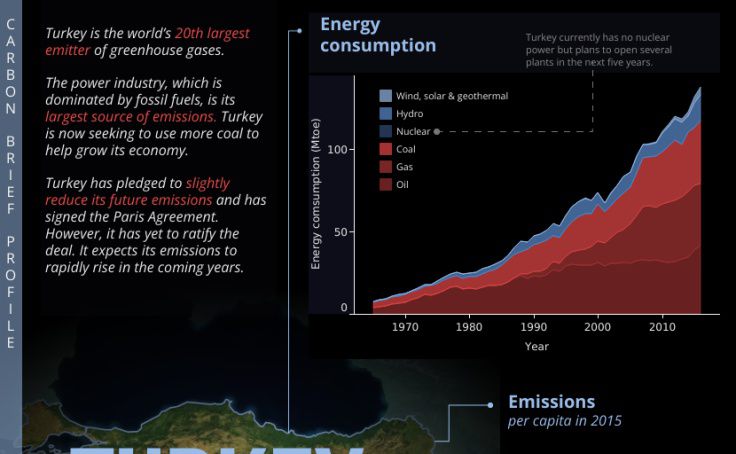 CARBON BRIEF PROFILE
Turkey is the world's 20th largest
emitter of greenhouse gases.
The power industry, which is
dominated by fossil fuels, is its
largest source of emissions. Turkey
is now seeking to use more coal to
help grow its economy.
Turkey has pledged to slightly
reduce its future emissions and has
signed the Paris Agreement.
However, it has yet to ratify the
deal. It expects its emissions to
rapidly rise in the coming years.
Energy
consumption
Turkey currently has no nuclear
power but plans to open several
plants in the next five years.
Wind, solar & geothermal
Hydro
Nuclear
Coal
Gas
Oil
Energy comsumption (Mtoe)
100
50
0
1970 1980 1990 2000 2010
Year
Emissions
per capita in 2015
TURKEY